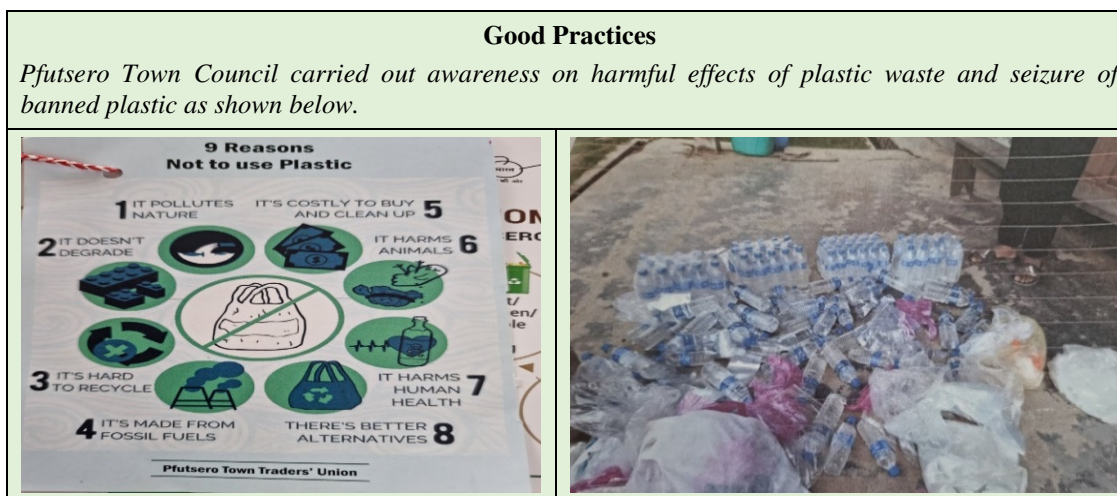 Good Practices
Pfutsero Town Council carried out awareness on harmful effects of plastic waste and seizure of
banned plastic as shown below.
9 Reasons
Not to use Plastic
1 IT POLLUTES
NATURE
2 IT DOESN'T
DEGRADE
3 IT'S HARD
TO RECYCLE
4 IT'S MADE FROM
FOSSIL FUELS
IT'S COSTLY TO BUY
AND CLEAN UP 5
IT HARMS
ANIMALS 6
IT HARMS
HUMAN
HEALTH 7
THERE'S BETTER
ALTERNATIVES 8
Pfutsero Town Traders' Union